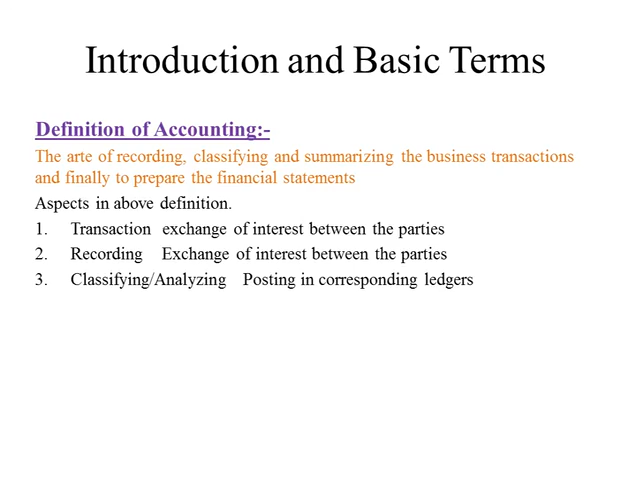 Introduction and Basic Terms
Definition of Accounting:-
The arte of recording, classifying and summarizing the business transactions
and finally to prepare the financial statements
Aspects in above definition.
1. Transaction exchange of interest between the parties
2. Recording Exchange of interest between the parties
3. Classifying/Analyzing Posting in corresponding ledgers